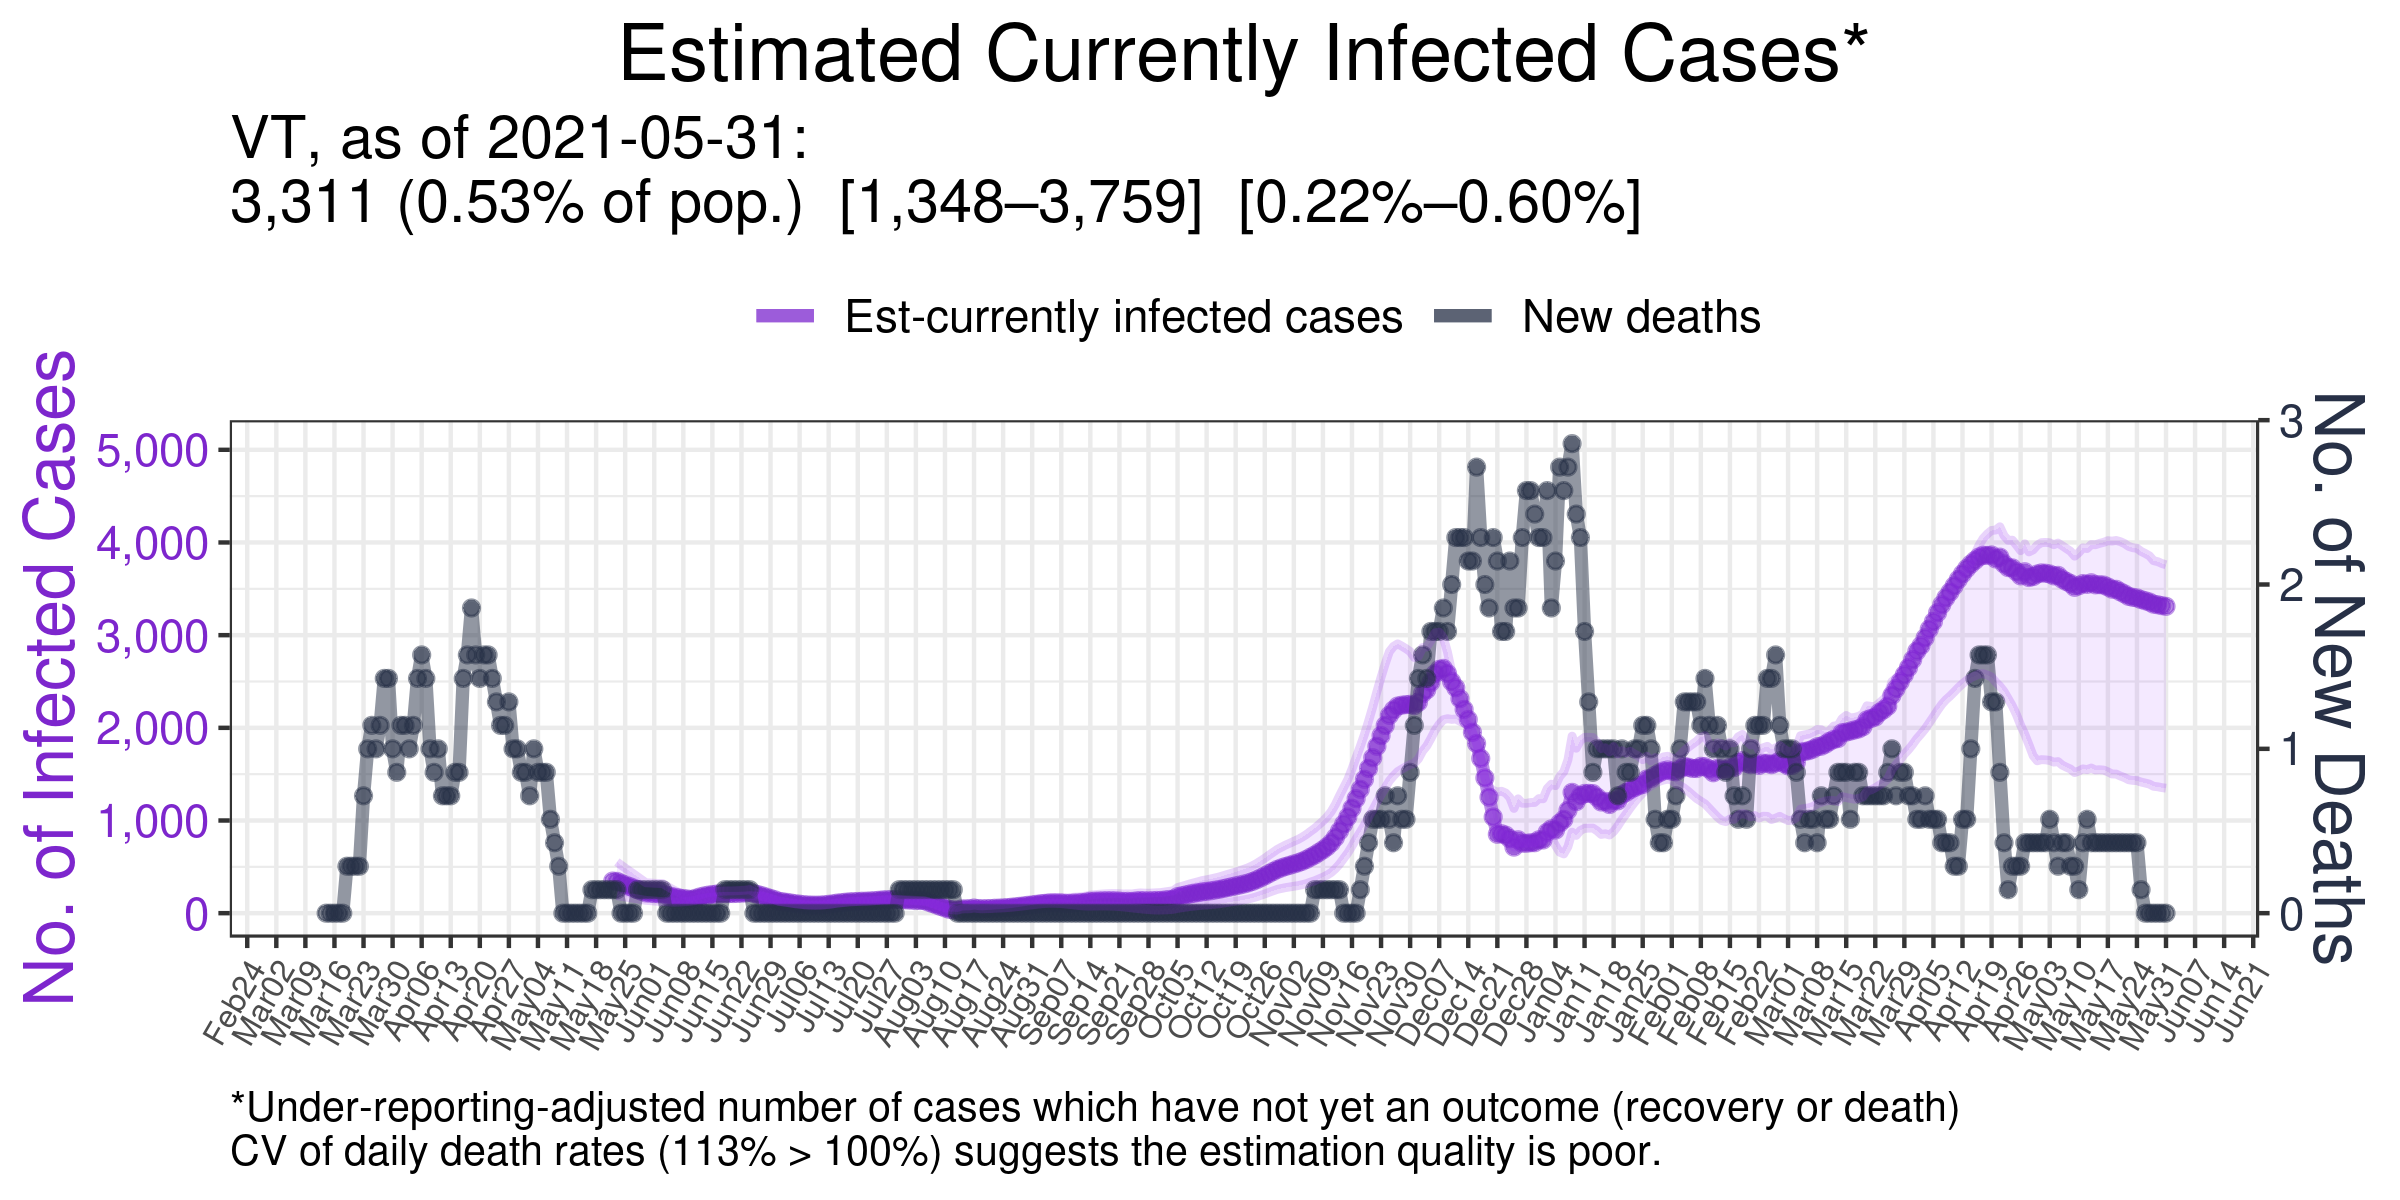 Estimated Currently Infected Cases*
VT, as of 2021-05-31:
3,311 (0.53% of pop.)  [1,348–3,759]  [0.22%–0.60%]
Est-currently infected cases
New deaths
No. of Infected Cases
5,000
4,000
3,000
2,000
1,000
0
3
2
1
0
No. of New Deaths
Feb24
Mar02
Mar09
Mar16
Mar23
Mar30
Apr06
Apr13
Apr20
Apr27
May04
May11
May18
May25
Jun01
Jun08
Jun15
Jun22
Jun29
Jul06
Jul13
Jul20
Jul27
Aug03
Aug10
Aug17
Aug24
Aug31
Sep07
Sep14
Sep21
Sep28
Oct05
Oct12
Oct19
Oct26
Nov02
Nov09
Nov16
Nov23
Nov30
Dec07
Dec14
Dec21
Dec28
Jan04
Jan11
Jan18
Jan25
Feb01
Feb08
Feb15
Feb22
Mar01
Mar08
Mar15
Mar22
Mar29
Apr05
Apr12
Apr19
Apr26
May03
May10
May17
May24
May31
Jun07
Jun14
Jun21
*Under-reporting-adjusted number of cases which have not yet an outcome (recovery or death)
CV of daily death rates (113% > 100%) suggests the estimation quality is poor.